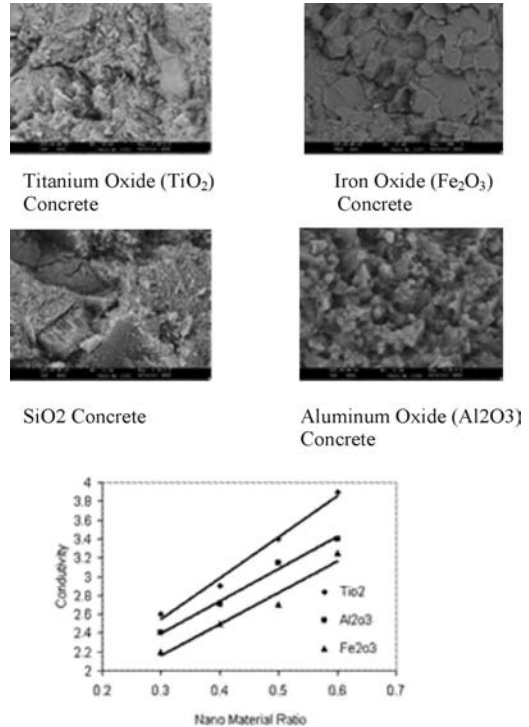 Titanium Oxide (TiO₂)
Concrete
Iron Oxide (Fe₂O₃)
Concrete
SiO2 Concrete
Aluminum Oxide (Al2O3)
Concrete
4
3.8
3.6
3.4
3.2
3
2.8
2.6
2.4
2.2
2
Condutivity
Tio2
Al2o3
Fe2o3
0.2 0.3 0.4 0.5 0.6 0.7
Nano Material Ratio